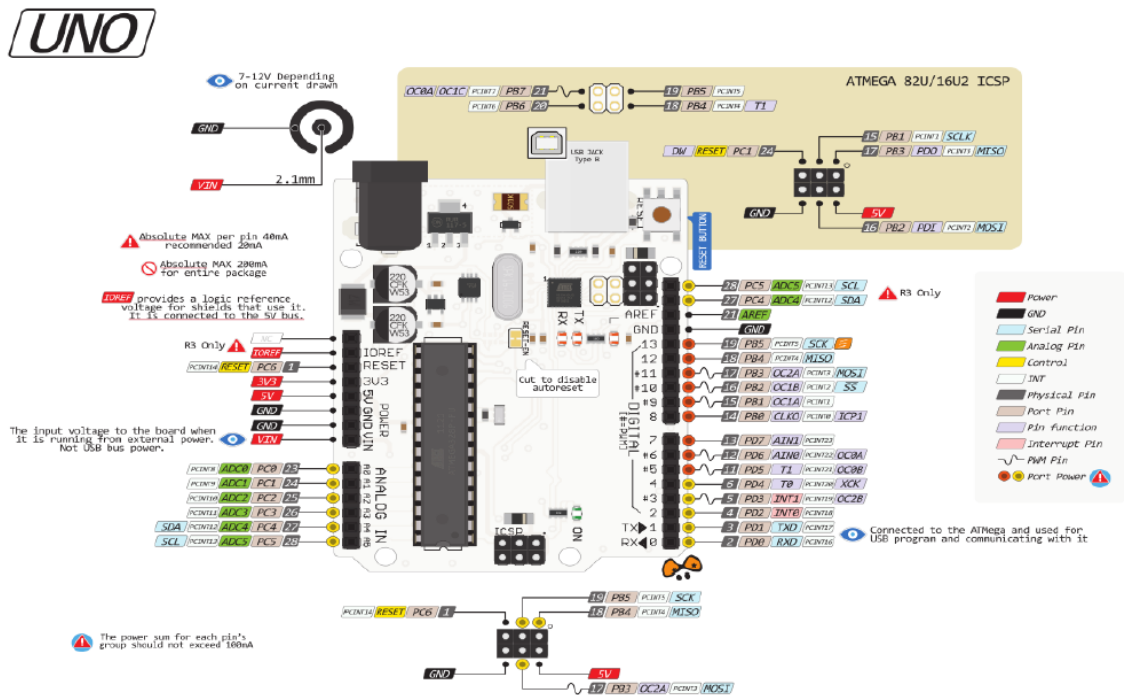 UNO
7-12V Depending
on current drawn
GND
VIN
2.1mm
ATMEGA 82U/16U2 ICSP
OC0A OC1C PCINT7 PB7 21
PCINT6 PB6 20
19 PB5 PCINT5
18 PB4 PCINT4 T1
USB JACK
Type B
DW RESET PC1 24
15 PB1 PCINT1 SCLK
17 PB3 PDO PCINT3 MISO
GND
5V
16 PB2 PDI PCINT2 MOSI
RESET
RESET BUTTON
Absolute MAX per pin 40mA
recommended 20mA
Absolute MAX 200mA
for entire package
IOREF provides a logic reference
voltage for shields that use it.
It is connected to the 5V bus.
4
1 2 3
220
CFK
W53
220
CFK
W53
1
RX
TX
L
RESET-EN
Cut to disable
autoreset
R3 Only
NC
IOREF
PCINT14 RESET PC6 1
3V3
5V
GND
GND
VIN
The input voltage to the board when
it is running from external power.
Not USB bus power.
IOREF
RESET
3V3
5V
GND
GND
VIN
POWER
PCINT8 ADC0 PC0 23
PCINT9 ADC1 PC1 24
PCINT10 ADC2 PC2 25
PCINT11 ADC3 PC3 26
SDA PCINT12 ADC4 PC4 27
SCL PCINT13 ADC5 PC5 28
A0
A1
A2
A3
A4
A5
ANALOG IN
ICSP
ON
AREF
GND
13
12
#11
#10
#9
8
7
#6
#5
4
#3
2
TX 1
RX 0
DIGITAL
[#=PWM]
28 PC5 ADC5 PCINT13 SCL
27 PC4 ADC4 PCINT12 SDA
R3 Only
21 AREF
GND
19 PB5 PCINT5 SCK
18 PB4 PCINT4 MISO
17 PB3 OC2A PCINT3 MOSI
16 PB2 OC1B PCINT2 SS
15 PB1 OC1A PCINT1
14 PB0 CLKO PCINT0 ICP1
13 PD7 AIN1 PCINT23
12 PD6 AIN0 PCINT22 OC0A
11 PD5 T1 PCINT21 OC0B
6 PD4 T0 PCINT20 XCK
5 PD3 INT1 PCINT19 OC2B
4 PD2 INT0 PCINT18
3 PD1 TXD PCINT17
2 PD0 RXD PCINT16
Connected to the ATMega and used for
USB program and communicating with it
Power
GND
Serial Pin
Analog Pin
Control
INT
Physical Pin
Port Pin
Pin function
Interrupt Pin
PWM Pin
Port Power
PCINT14 RESET PC6 1
19 PB5 PCINT5 SCK
18 PB4 PCINT4 MISO
GND
5V
17 PB3 OC2A PCINT3 MOSI
The power sum for each pin's
group should not exceed 100mA